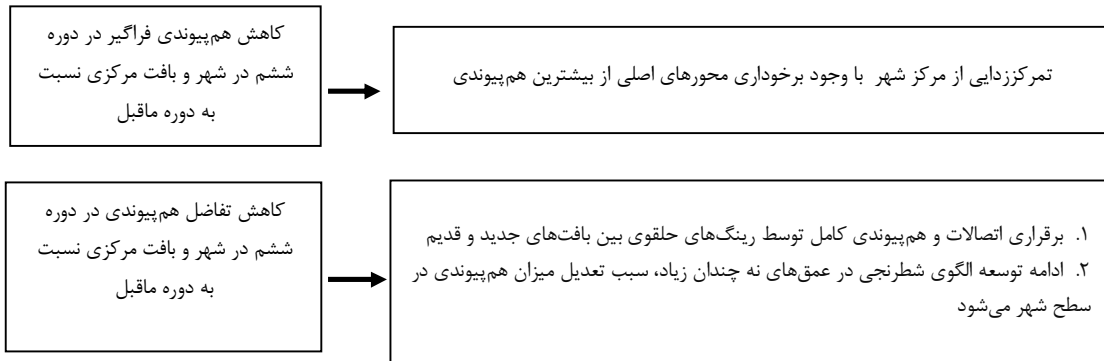 کاهش هم‌پیوندی فراگیر در دوره
ششم در شهر و بافت مرکزی نسبت
به دوره ماقبل
تمرکززدایی از مرکز شهر با وجود برخوداری محورهای اصلی از بیشترین هم‌پیوندی
کاهش تفاضل هم‌پیوندی در دوره
ششم در شهر و بافت مرکزی نسبت
به دوره ماقبل
۱. برقراری اتصالات و هم‌پیوندی کامل توسط رینگ‌های حلقوی بین بافت‌های جدید و قدیم
۲. ادامه توسعه الگوی شطرنجی در عمق‌های نه چندان زیاد، سبب تعدیل میزان هم‌پیوندی در
سطح شهر می‌شود